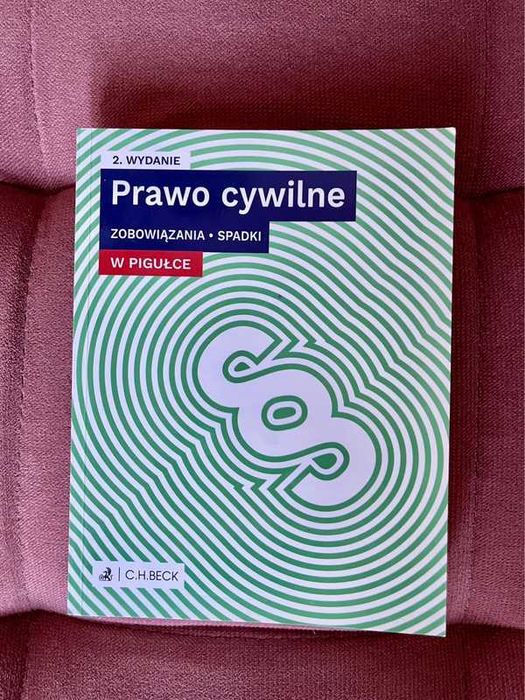 2. WYDANIE
Prawo cywilne
ZOBOWIĄZANIA • SPADKI
W PIGUŁCE
§
C.H.BECK